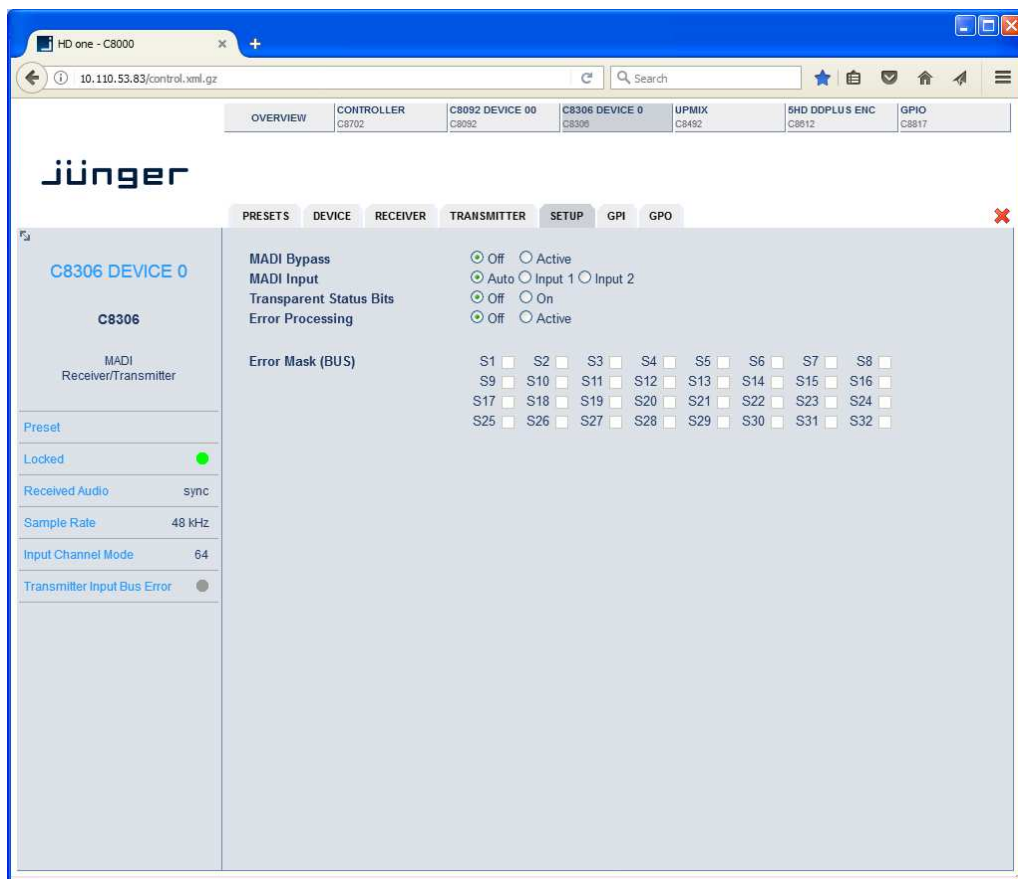 HD one - C8000
10.110.53.83/control.xml.gz
Search
OVERVIEW
CONTROLLER
C8702
C8092 DEVICE 00
C8092
C8306 DEVICE 0
C8306
UPMIX
C8492
5HD DDPLUS ENC
C8612
GPIO
C8817
jünger
PRESETS DEVICE RECEIVER TRANSMITTER SETUP GPI GPO
C8306 DEVICE 0
C8306
MADI
Receiver/Transmitter
Preset
Locked
Received Audio sync
Sample Rate 48 kHz
Input Channel Mode 64
Transmitter Input Bus Error
MADI Bypass Off Active
MADI Input Auto Input 1 Input 2
Transparent Status Bits Off On
Error Processing Off Active
Error Mask (BUS) S1 S2 S3 S4 S5 S6 S7 S8
S9 S10 S11 S12 S13 S14 S15 S16
S17 S18 S19 S20 S21 S22 S23 S24
S25 S26 S27 S28 S29 S30 S31 S32